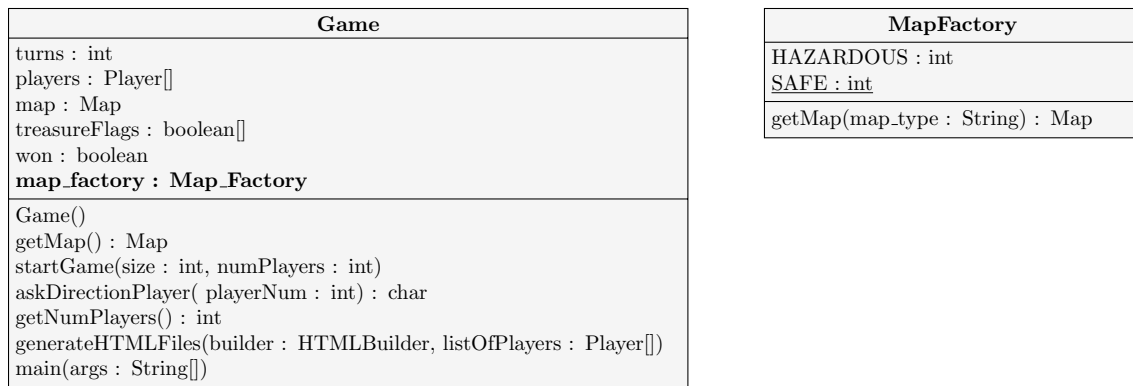 Game
turns : int
players : Player[]
map : Map
treasureFlags : boolean[]
won : boolean
map_factory : Map_Factory
Game()
getMap() : Map
startGame(size : int, numPlayers : int)
askDirectionPlayer( playerNum : int) : char
getNumPlayers() : int
generateHTMLFiles(builder : HTMLBuilder, listOfPlayers : Player[])
main(args : String[])
MapFactory
HAZARDOUS : int
SAFE : int
getMap(map_type : String) : Map